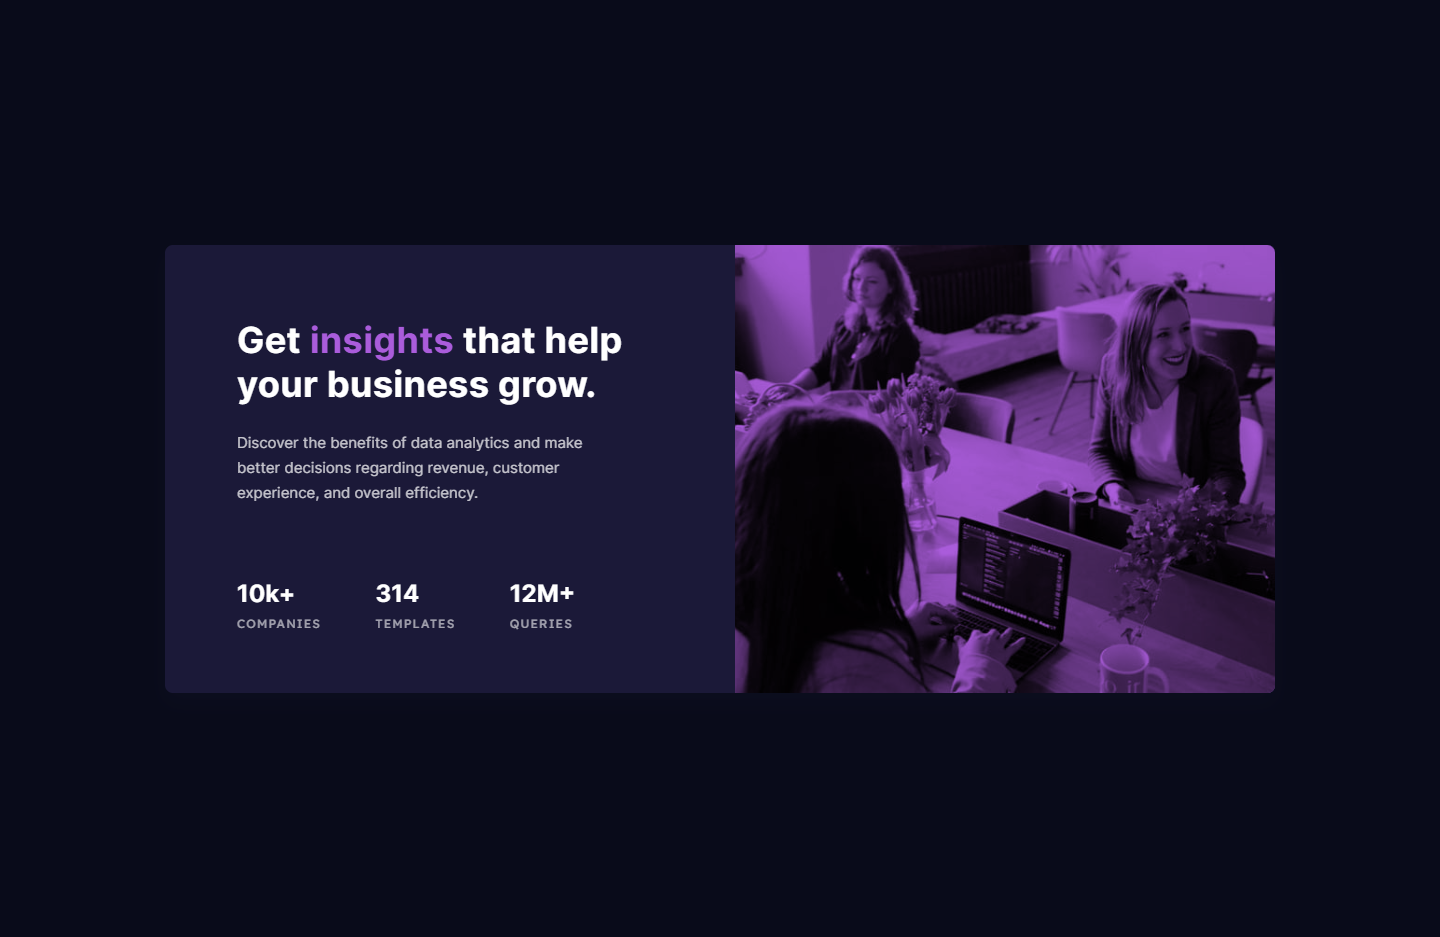 Get insights that help
your business grow.
Discover the benefits of data analytics and make
better decisions regarding revenue, customer
experience, and overall efficiency.
10k+ 314 12M+
COMPANIES TEMPLATES QUERIES